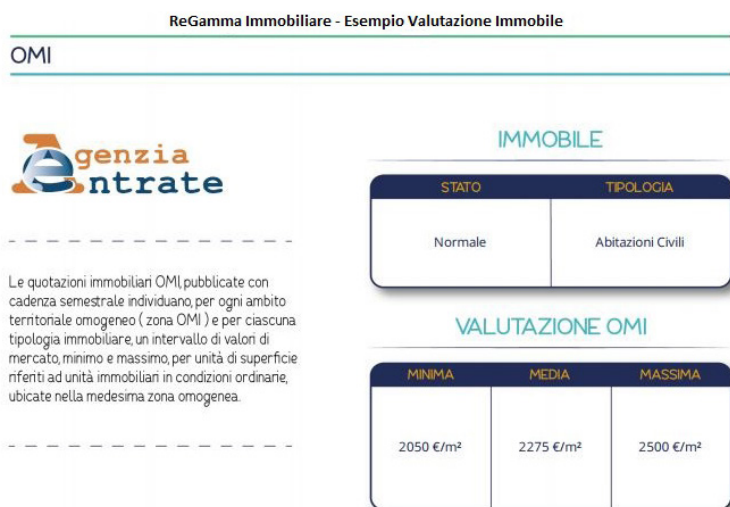 ReGamma Immobiliare - Esempio Valutazione Immobile
OMI
Agenzia
Entrate
Le quotazioni immobiliari OMI, pubblicate con
cadenza semestrale individuano, per ogni ambito
territoriale omogeneo ( zona OMI ) e per ciascuna
tipologia immobiliare, un intervallo di valori di
mercato, minimo e massimo, per unità di superficie
riferiti ad unità immobiliari in condizioni ordinarie,
ubicate nella medesima zona omogenea.
IMMOBILE
STATO TIPOLOGIA
Normale Abitazioni Civili
VALUTAZIONE OMI
MINIMA MEDIA MASSIMA
2050 €/m² 2275 €/m² 2500 €/m²